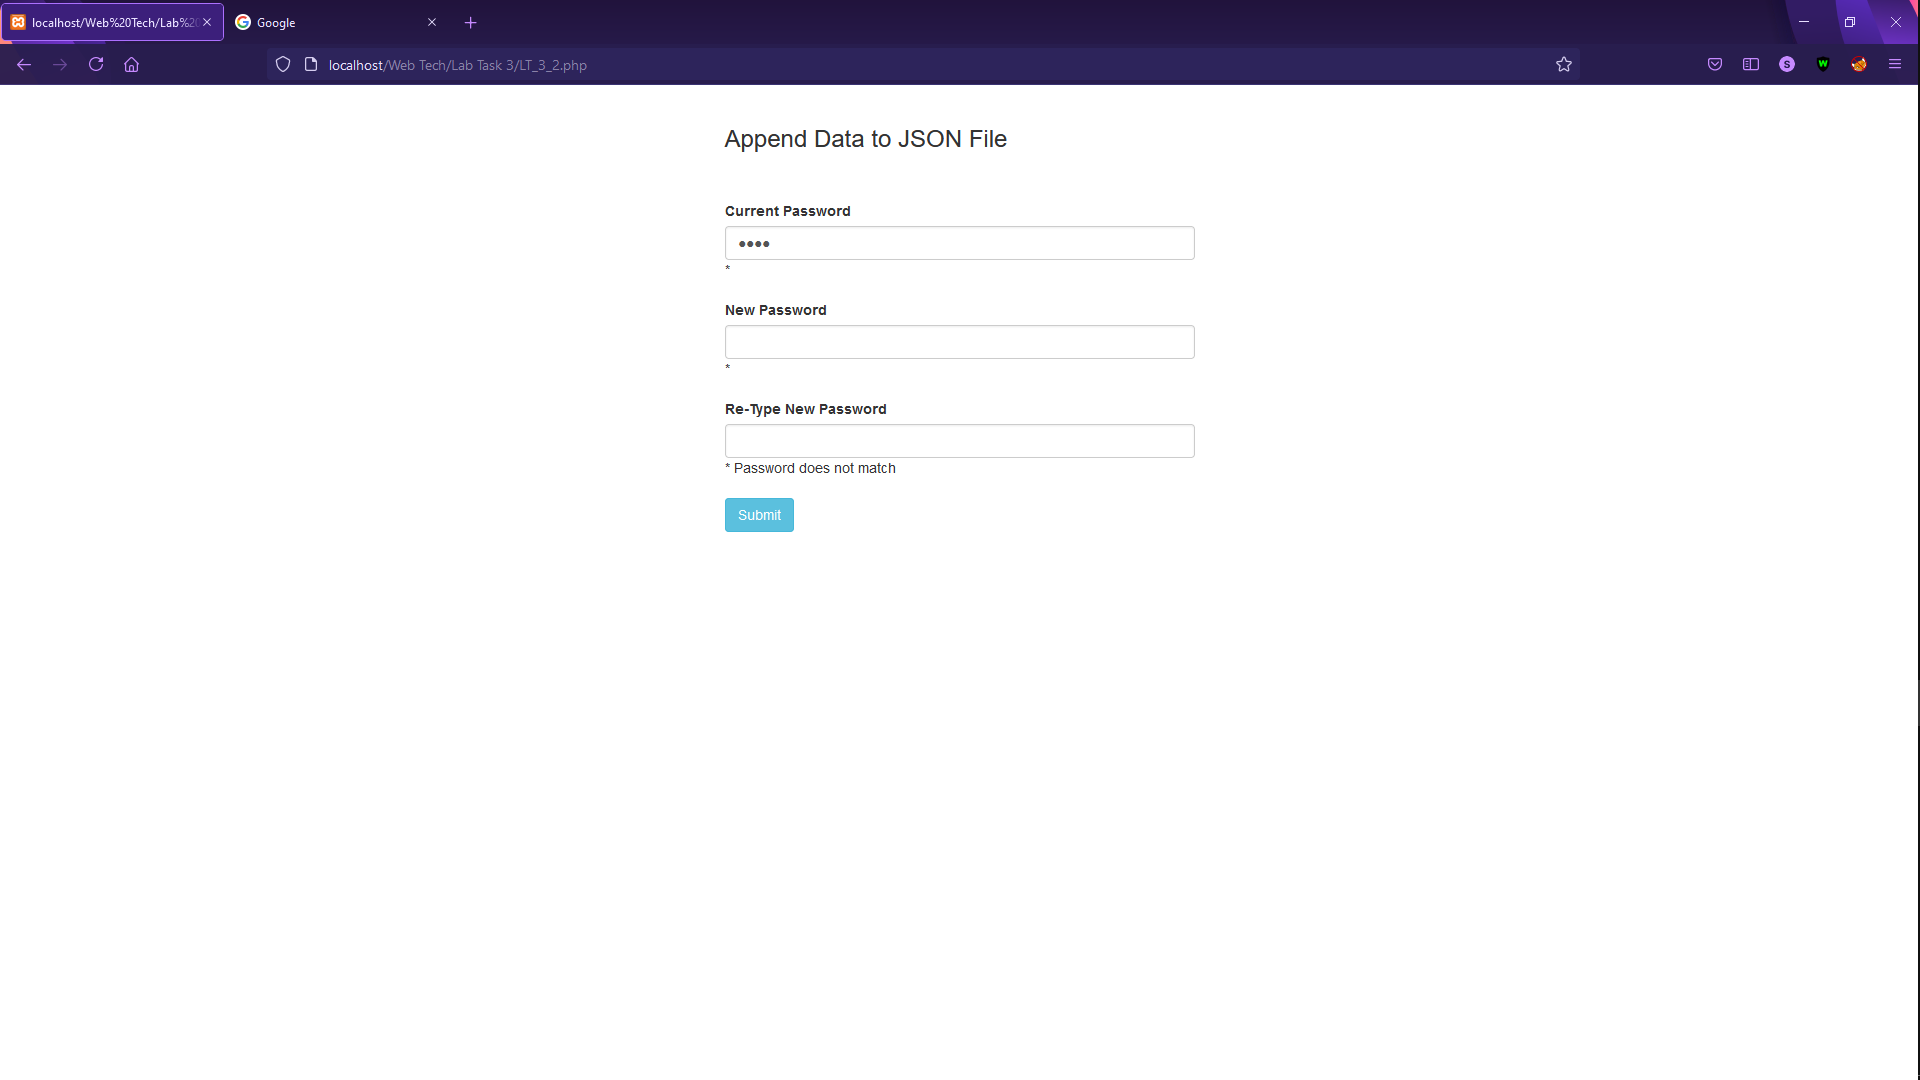 localhost/Web%20Tech/Lab%20
Google
localhost/Web Tech/Lab Task 3/LT_3_2.php
S
W
Append Data to JSON File
Current Password
••••
*
New Password
*
Re-Type New Password
* Password does not match
Submit